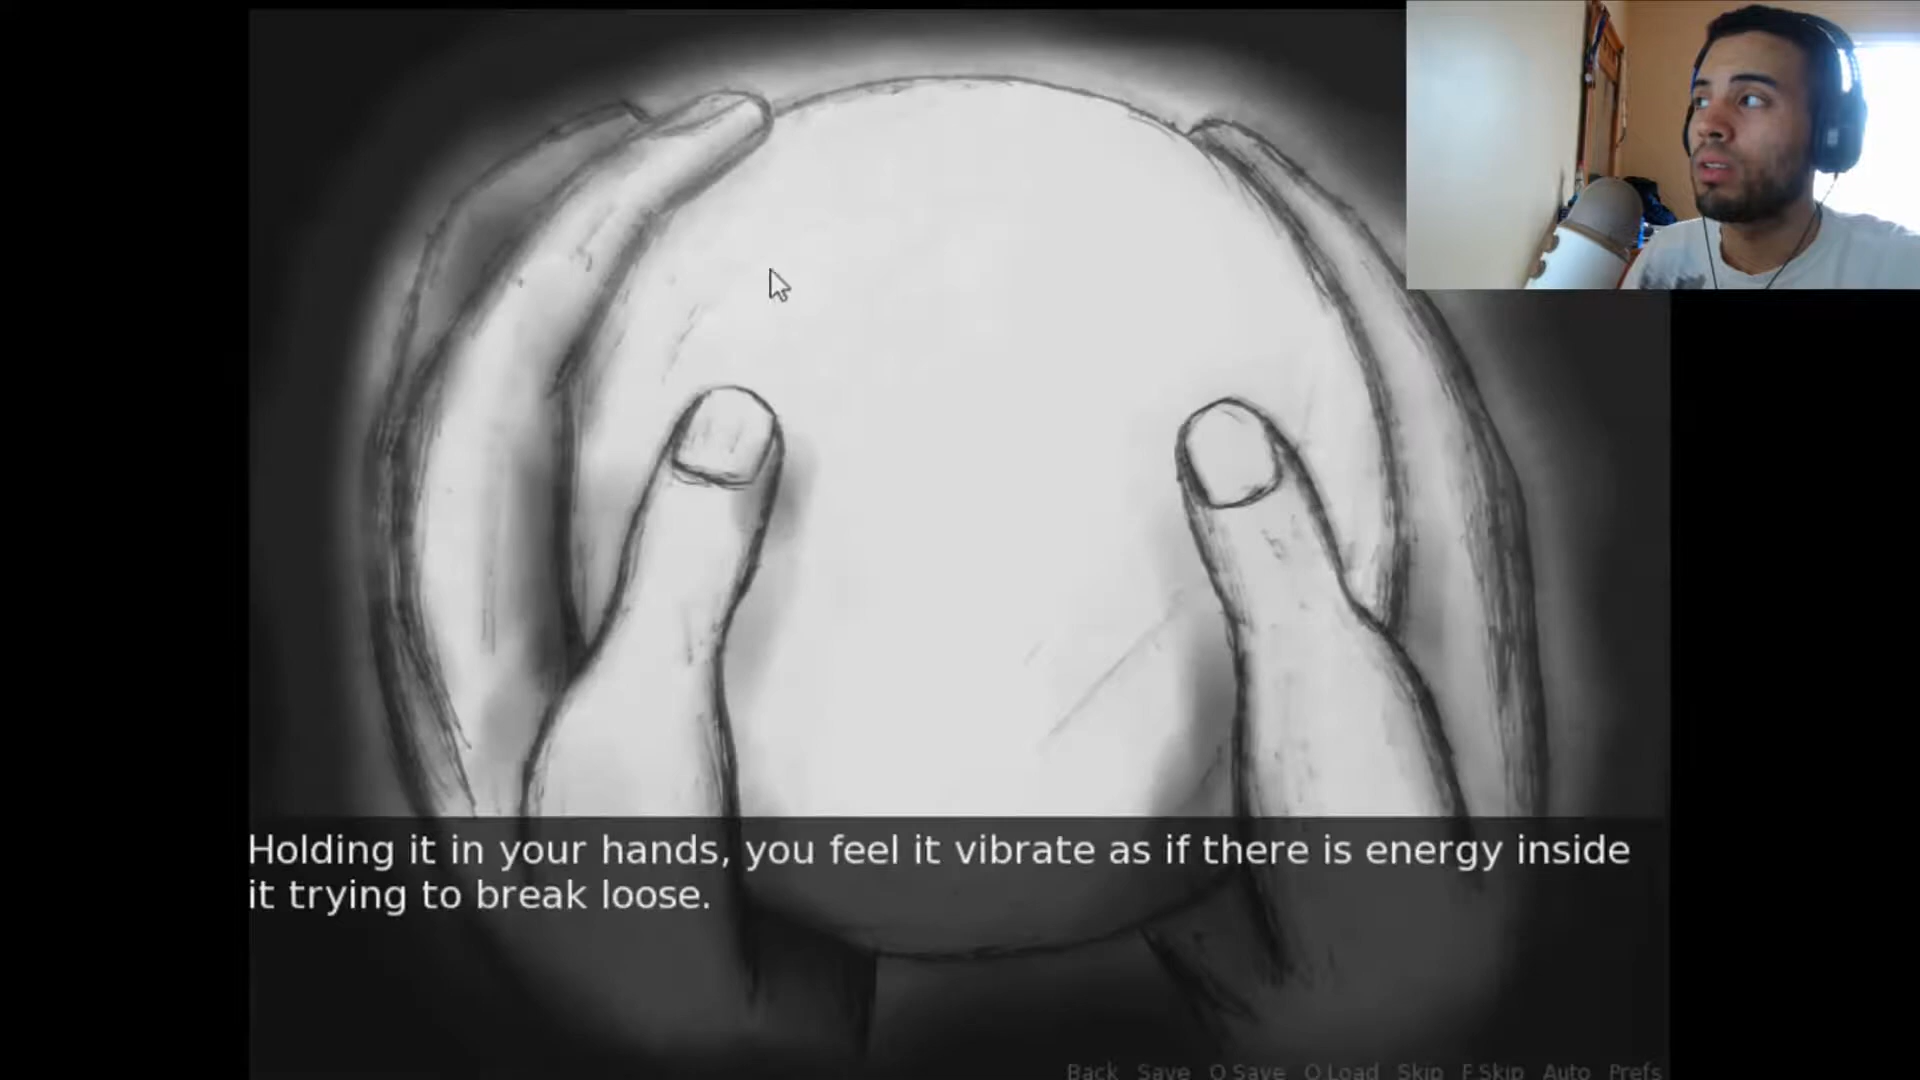 Holding it in your hands, you feel it vibrate as if there is energy inside
it trying to break loose.
Back Save Q.Save Q.Load Skip F.Skip Auto Prefs